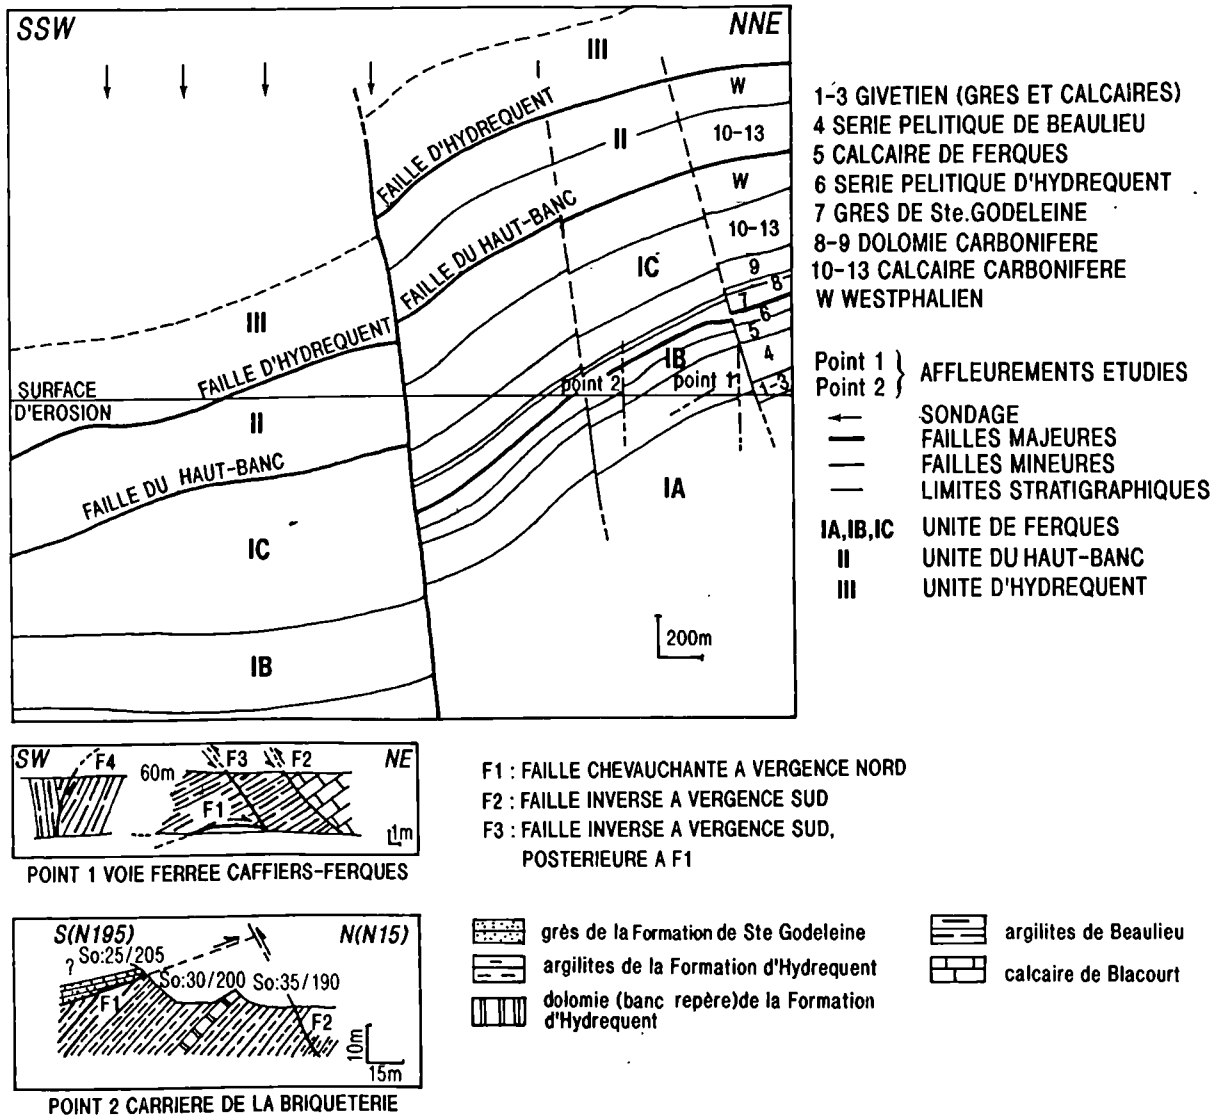 SSW
NNE
III
FAILLE D'HYDREQUENT
W
II
10-13
FAILLE DU HAUT-BANC
W
10-13
IC
9
8
7
6
5
4
1-3
III
FAILLE D'HYDREQUENT
SURFACE
D'EROSION
II
IB
point 2
point 1
FAILLE DU HAUT-BANC
IA
IC
IB
200m
1-3 GIVETIEN (GRES ET CALCAIRES)
4 SERIE PELITIQUE DE BEAULIEU
5 CALCAIRE DE FERQUES
6 SERIE PELITIQUE D'HYDREQUENT
7 GRES DE Ste.GODELEINE
8-9 DOLOMIE CARBONIFERE
10-13 CALCAIRE CARBONIFERE
W WESTPHALIEN
Point 1
Point 2 } AFFLEUREMENTS ETUDIES
SONDAGE
FAILLES MAJEURES
FAILLES MINEURES
LIMITES STRATIGRAPHIQUES
IA,IB,IC UNITE DE FERQUES
II UNITE DU HAUT-BANC
III UNITE D'HYDREQUENT
SW
NE
F4
60m
F3
F2
F1
1m
POINT 1 VOIE FERREE CAFFIERS-FERQUES
F1 : FAILLE CHEVAUCHANTE A VERGENCE NORD
F2 : FAILLE INVERSE A VERGENCE SUD
F3 : FAILLE INVERSE A VERGENCE SUD,
POSTERIEURE A F1
S(N195)
N(N15)
So:25/205
?
So:30/200
So:35/190
F1
F2
10m
15m
POINT 2 CARRIERE DE LA BRIQUETERIE
grès de la Formation de Ste Godeleine
argilites de la Formation d'Hydrequent
dolomie (banc repère)de la Formation
d'Hydrequent
argilites de Beaulieu
calcaire de Blacourt